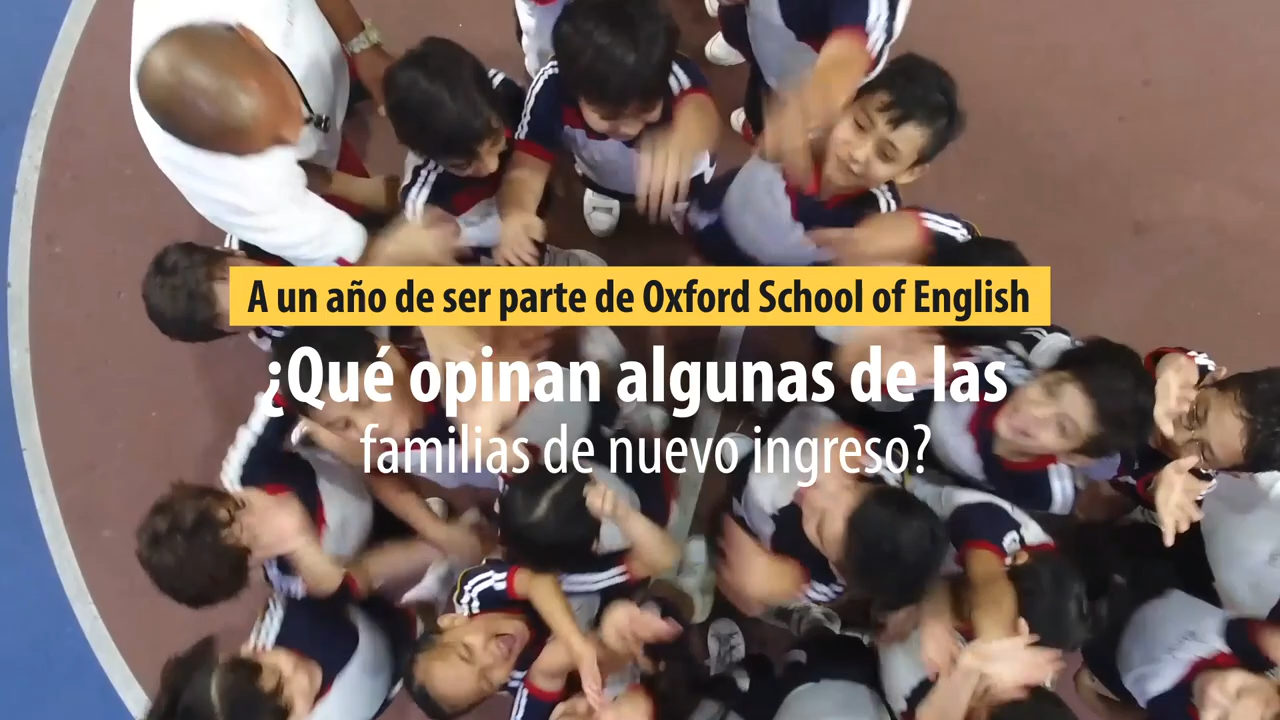 A un año de ser parte de Oxford School of English
¿Qué opinan algunas de las
familias de nuevo ingreso?